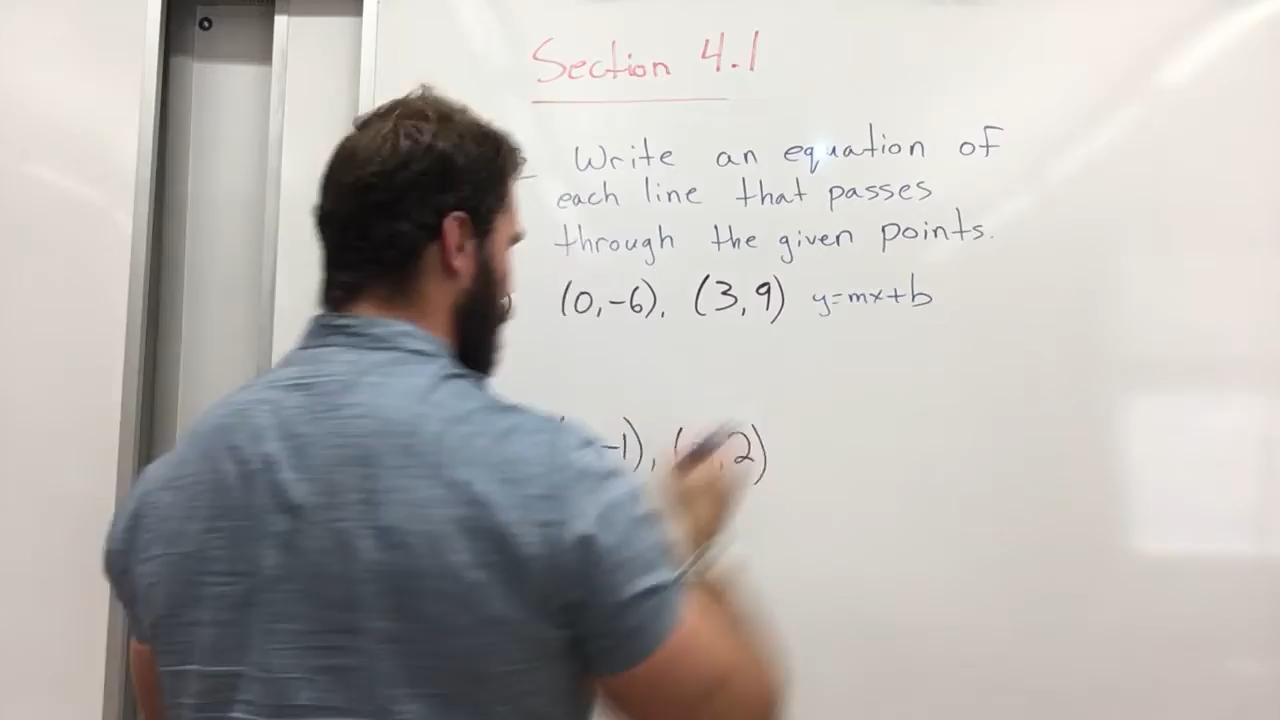 Section 4.1
Write an equation of
each line that passes
through the given points.
(0,-6), (3,9) y=mx+b
-1), ( ,2)